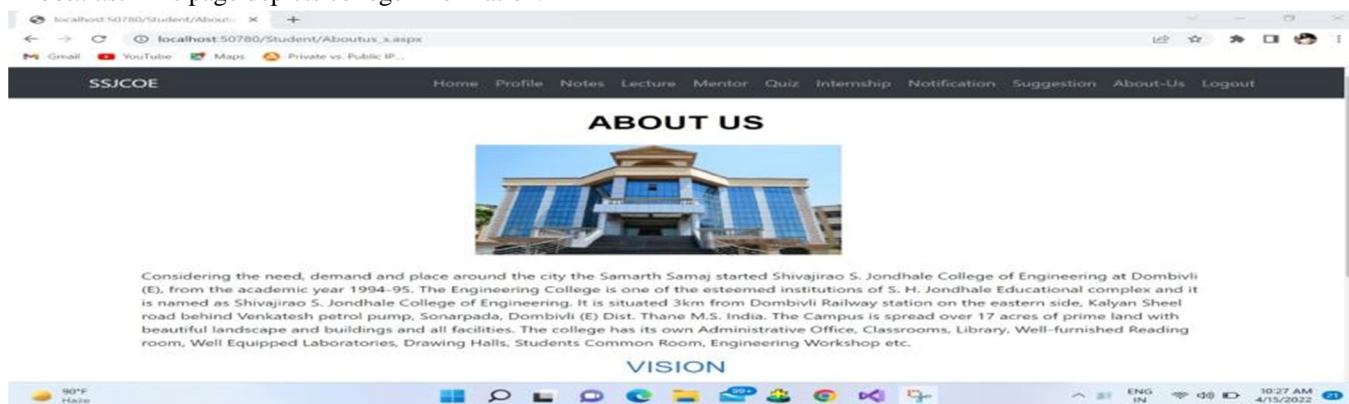 localhost:50780/Student/Aboutu
localhost:50780/Student/Aboutus_s.aspx
Gmail YouTube Maps Private vs. Public IP...
SSJCOE Home Profile Notes Lecture Mentor Quiz Internship Notification Suggestion About-Us Logout
ABOUT US
Considering the need, demand and place around the city the Samarth Samaj started Shivajirao S. Jondhale College of Engineering at Dombivli
(E), from the academic year 1994-95. The Engineering College is one of the esteemed institutions of S. H. Jondhale Educational complex and it
is named as Shivajirao S. Jondhale College of Engineering. It is situated 3km from Dombivli Railway station on the eastern side, Kalyan Sheel
road behind Venkatesh petrol pump, Sonarpada, Dombivli (E) Dist. Thane M.S. India. The Campus is spread over 17 acres of prime land with
beautiful landscape and buildings and all facilities. The college has its own Administrative Office, Classrooms, Library, Well-furnished Reading
room, Well Equipped Laboratories, Drawing Halls, Students Common Room, Engineering Workshop etc.
VISION
90°F
Haze
99+
ENG
IN
10:27 AM
4/15/2022
21